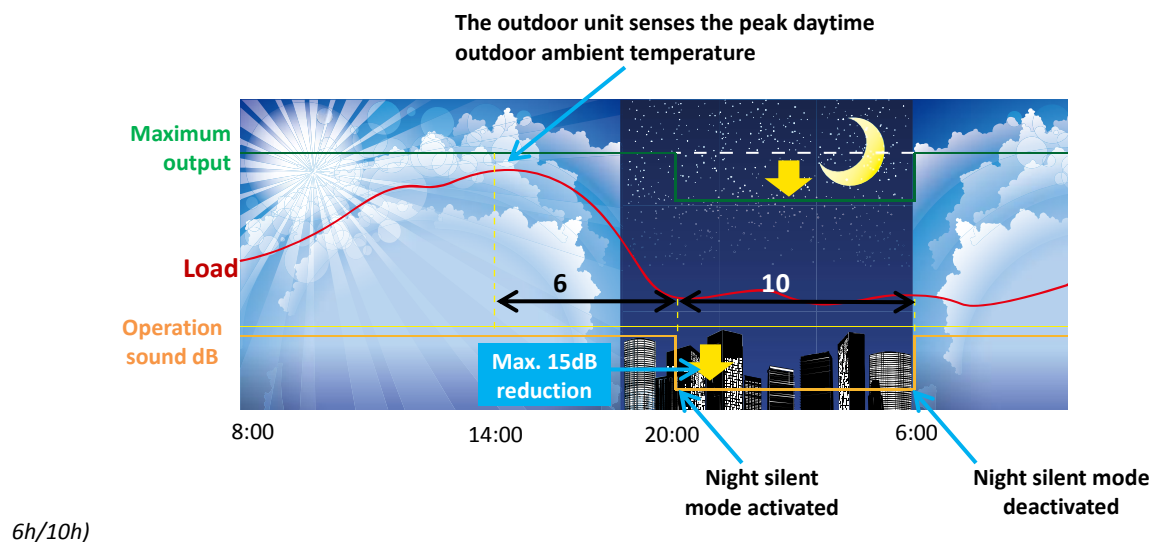 The outdoor unit senses the peak daytime
outdoor ambient temperature
Maximum
output
Load
6
10
Operation
sound dB
Max. 15dB
reduction
8:00
14:00
20:00
6:00
Night silent
mode activated
Night silent mode
deactivated
6h/10h)